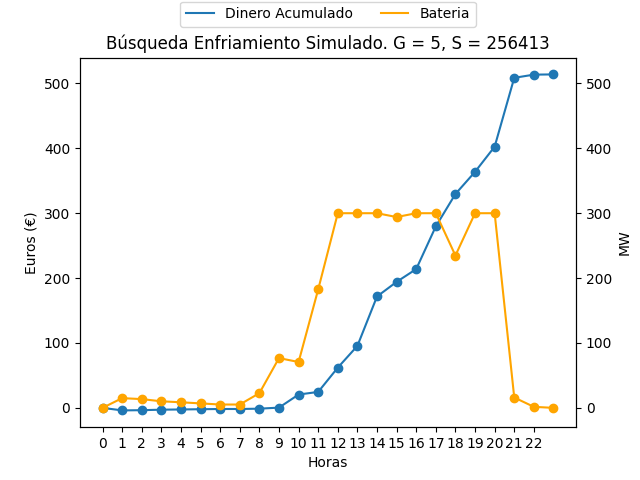 Dinero Acumulado Bateria
Búsqueda Enfriamiento Simulado. G = 5, S = 256413
500 500
400 400
300 300
200 200
100 100
0 0
Euros (€)
MW
0 1 2 3 4 5 6 7 8 9 10 11 12 13 14 15 16 17 18 19 20 21 22
Horas